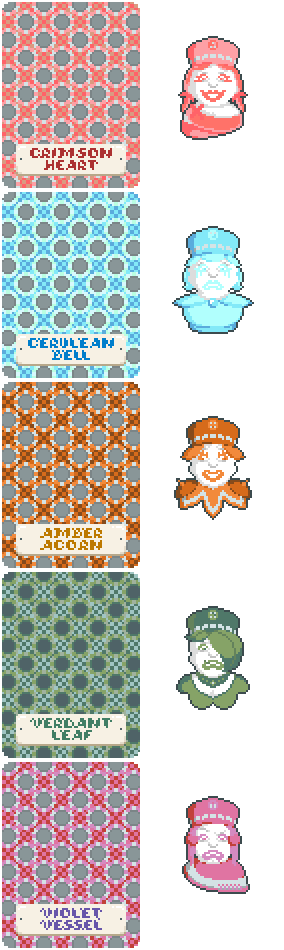 CRIMSON
HEART
CERULEAN
BELL
AMBER
ACORN
VERDANT
LEAF
VIOLET
VESSEL